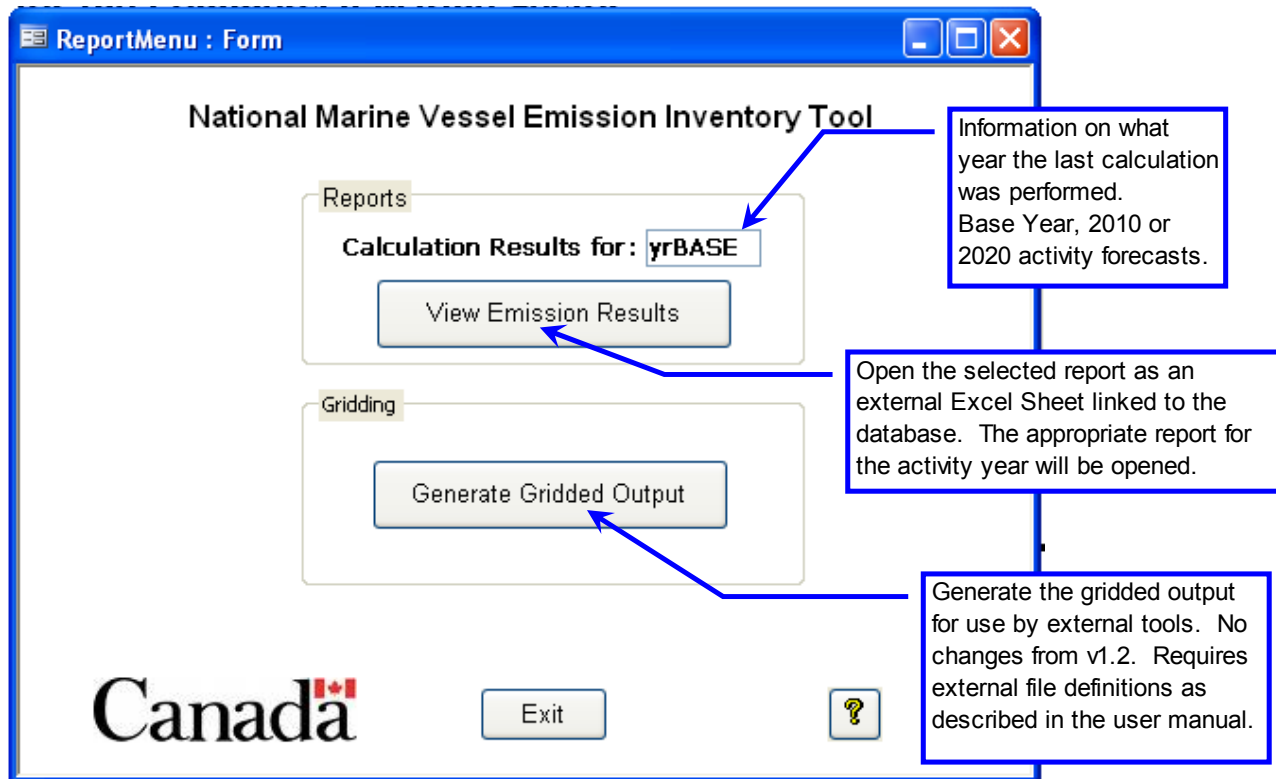 ReportMenu : Form
National Marine Vessel Emission Inventory Tool
Information on what
year the last calculation
was performed.
Base Year, 2010 or
2020 activity forecasts.
Reports
Calculation Results for: yrBASE
View Emission Results
Open the selected report as an
external Excel Sheet linked to the
database. The appropriate report for
the activity year will be opened.
Gridding
Generate Gridded Output
Generate the gridded output
for use by external tools. No
changes from v1.2. Requires
external file definitions as
described in the user manual.
Canada
Exit
?